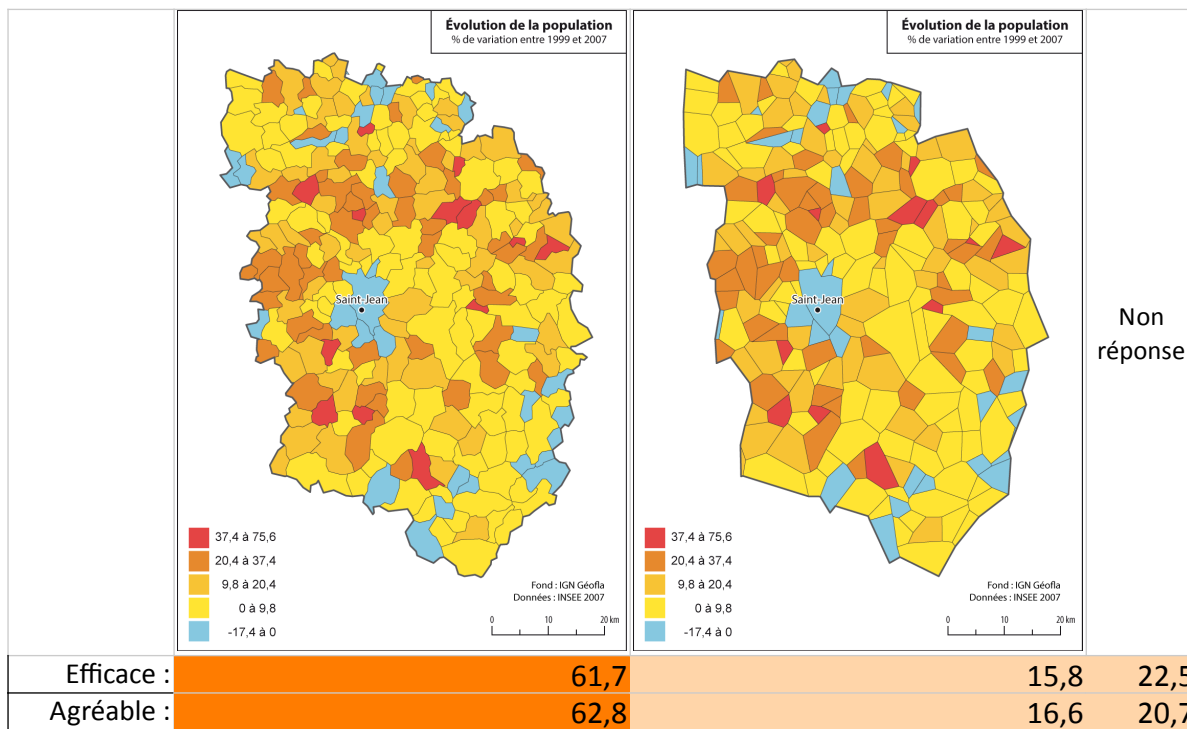 Évolution de la population
% de variation entre 1999 et 2007
Saint-Jean
37,4 à 75,6
20,4 à 37,4
9,8 à 20,4
0 à 9,8
-17,4 à 0
Fond : IGN Géofla
Données : INSEE 2007
0 10 20 km
Évolution de la population
% de variation entre 1999 et 2007
Saint-Jean
37,4 à 75,6
20,4 à 37,4
9,8 à 20,4
0 à 9,8
-17,4 à 0
Fond : IGN Géofla
Données : INSEE 2007
0 10 20 km
Non
réponse
Efficace : 61,7 15,8 22,5
Agréable : 62,8 16,6 20,7